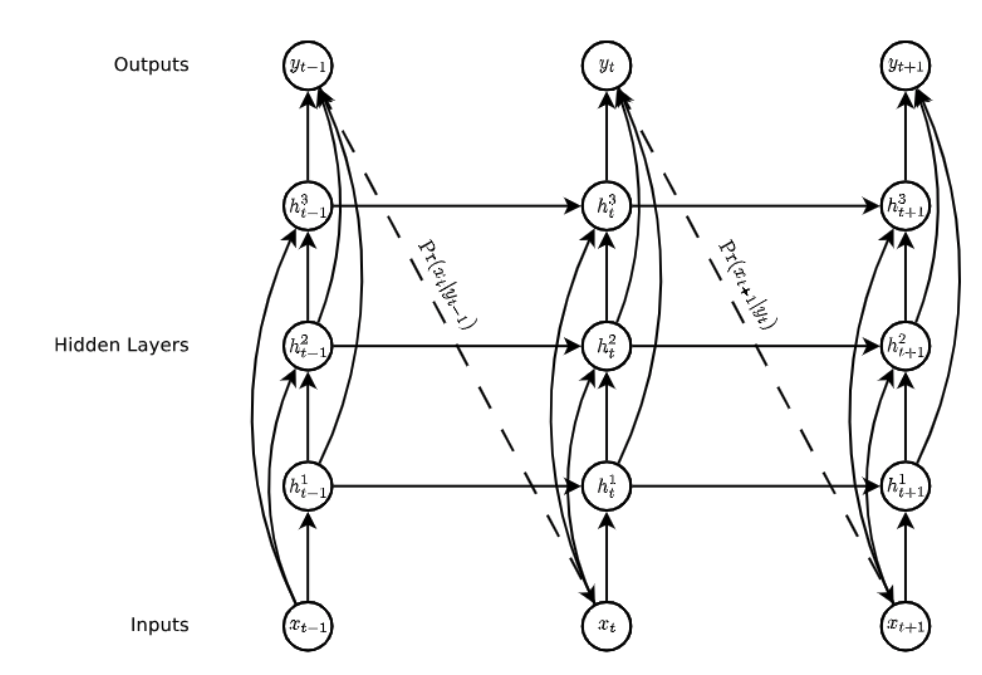 Outputs
y_{t−1}
y_t
y_{t+1}
h^3_{t−1}
h^3_t
h^3_{t+1}
Pr(x_t|y_{t−1})
Pr(x_{t+1}|y_t)
Hidden Layers
h^2_{t−1}
h^2_t
h^2_{t+1}
h^1_{t−1}
h^1_t
h^1_{t+1}
Inputs
x_{t−1}
x_t
x_{t+1}